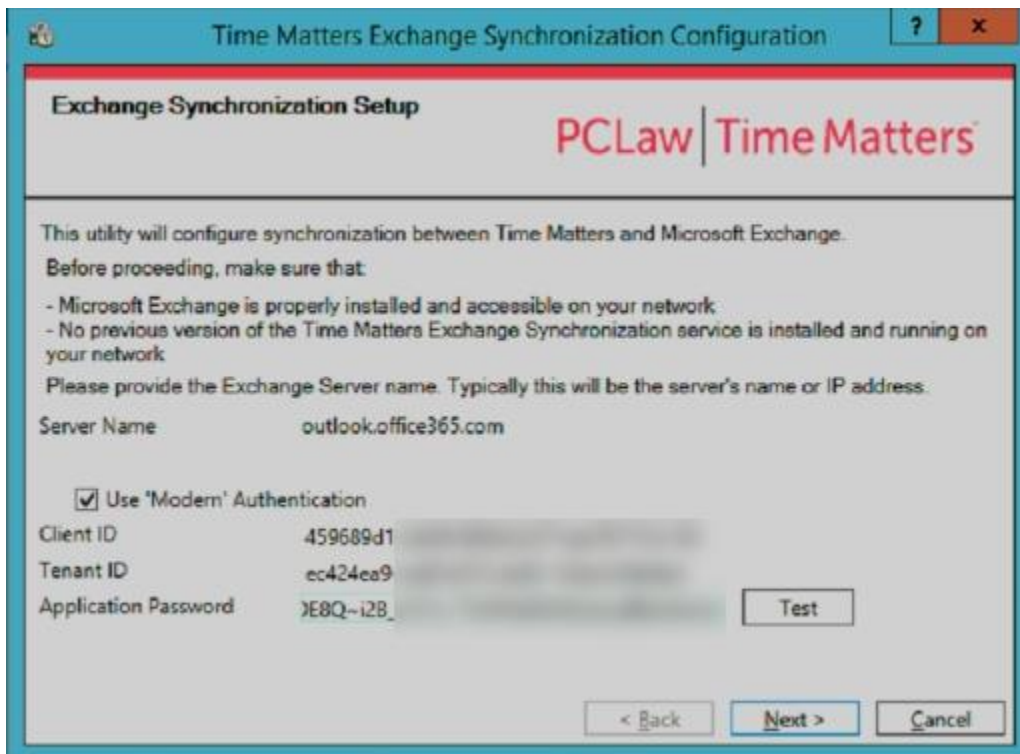 Time Matters Exchange Synchronization Configuration
? x
Exchange Synchronization Setup
PCLaw | Time Matters
This utility will configure synchronization between Time Matters and Microsoft Exchange.
Before proceeding, make sure that:
- Microsoft Exchange is properly installed and accessible on your network
- No previous version of the Time Matters Exchange Synchronization service is installed and running on
your network
Please provide the Exchange Server name. Typically this will be the server's name or IP address.
Server Name outlook.office365.com
Use 'Modern' Authentication
Client ID 459689d1
Tenant ID ec424ea9
Application Password E8Q~i2B_ Test
< Back Next > Cancel